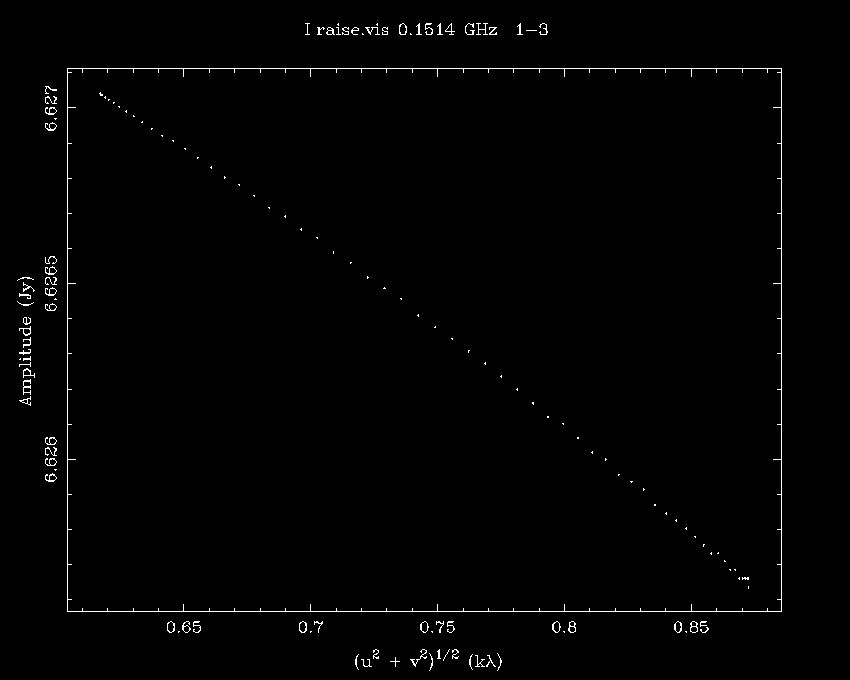 I raise.vis 0.1514 GHz 1-3
6.627
6.6265
6.626
Amplitude (Jy)
0.65 0.7 0.75 0.8 0.85
(u² + v²)^1/2 (kλ)